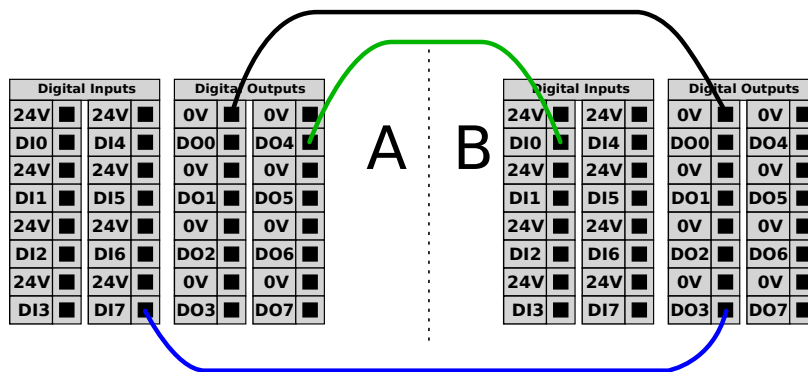 Digital Inputs Digital Outputs Digital Inputs Digital Outputs
24V 24V 0V 0V A B 24V 24V 0V 0V
DI0 DI4 DO0 DO4 DI0 DI4 DO0 DO4
24V 24V 0V 0V 24V 24V 0V 0V
DI1 DI5 DO1 DO5 DI1 DI5 DO1 DO5
24V 24V 0V 0V 24V 24V 0V 0V
DI2 DI6 DO2 DO6 DI2 DI6 DO2 DO6
24V 24V 0V 0V 24V 24V 0V 0V
DI3 DI7 DO3 DO7 DI3 DI7 DO3 DO7